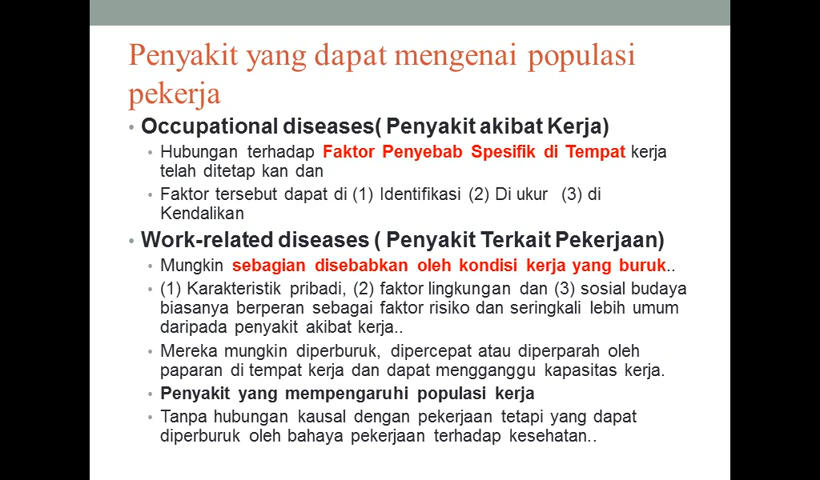 Penyakit yang dapat mengenai populasi
pekerja
• Occupational diseases( Penyakit akibat Kerja)
• Hubungan terhadap Faktor Penyebab Spesifik di Tempat kerja
telah ditetap kan dan
• Faktor tersebut dapat di (1) Identifikasi (2) Di ukur (3) di
Kendalikan
• Work-related diseases ( Penyakit Terkait Pekerjaan)
• Mungkin sebagian disebabkan oleh kondisi kerja yang buruk..
• (1) Karakteristik pribadi, (2) faktor lingkungan dan (3) sosial budaya
biasanya berperan sebagai faktor risiko dan seringkali lebih umum
daripada penyakit akibat kerja..
• Mereka mungkin diperburuk, dipercepat atau diperparah oleh
paparan di tempat kerja dan dapat mengganggu kapasitas kerja.
• Penyakit yang mempengaruhi populasi kerja
• Tanpa hubungan kausal dengan pekerjaan tetapi yang dapat
diperburuk oleh bahaya pekerjaan terhadap kesehatan..